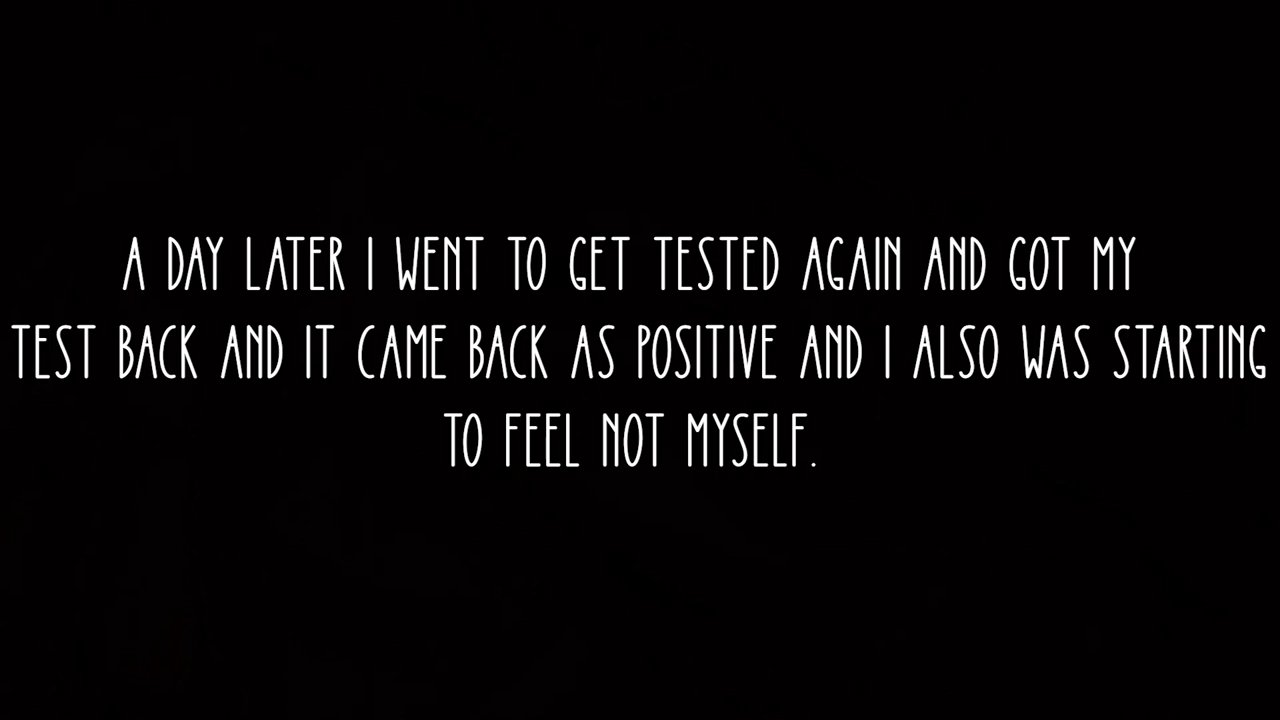 A DAY LATER I WENT TO GET TESTED AGAIN AND GOT MY
TEST BACK AND IT CAME BACK AS POSITIVE AND I ALSO WAS STARTING
TO FEEL NOT MYSELF.